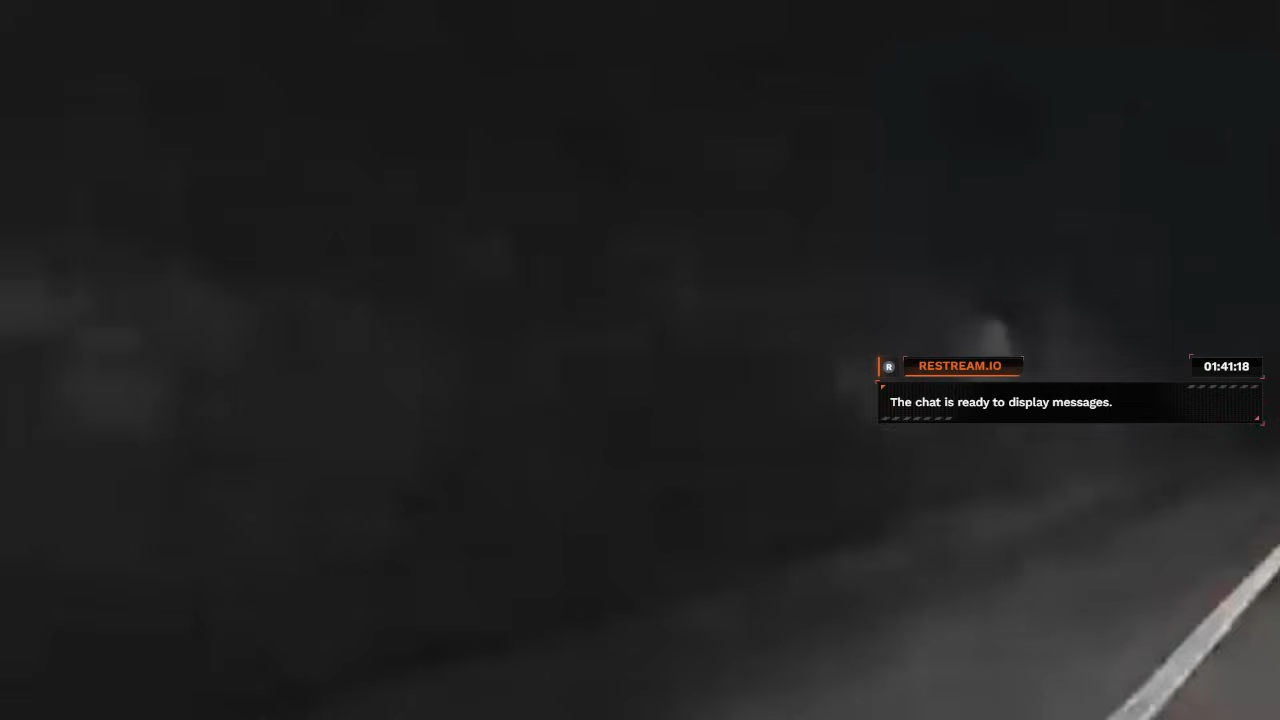 R RESTREAM.IO 01:41:18
The chat is ready to display messages.